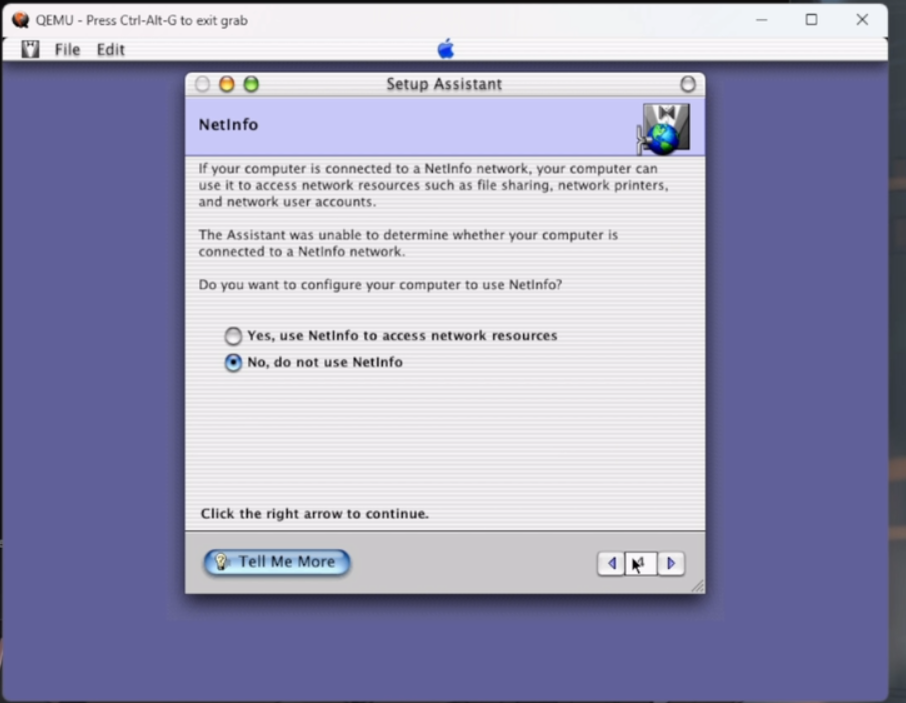 QEMU - Press Ctrl-Alt-G to exit grab
File Edit
Setup Assistant
NetInfo
If your computer is connected to a NetInfo network, your computer can
use it to access network resources such as file sharing, network printers,
and network user accounts.
The Assistant was unable to determine whether your computer is
connected to a NetInfo network.
Do you want to configure your computer to use NetInfo?
Yes, use NetInfo to access network resources
No, do not use NetInfo
Click the right arrow to continue.
Tell Me More